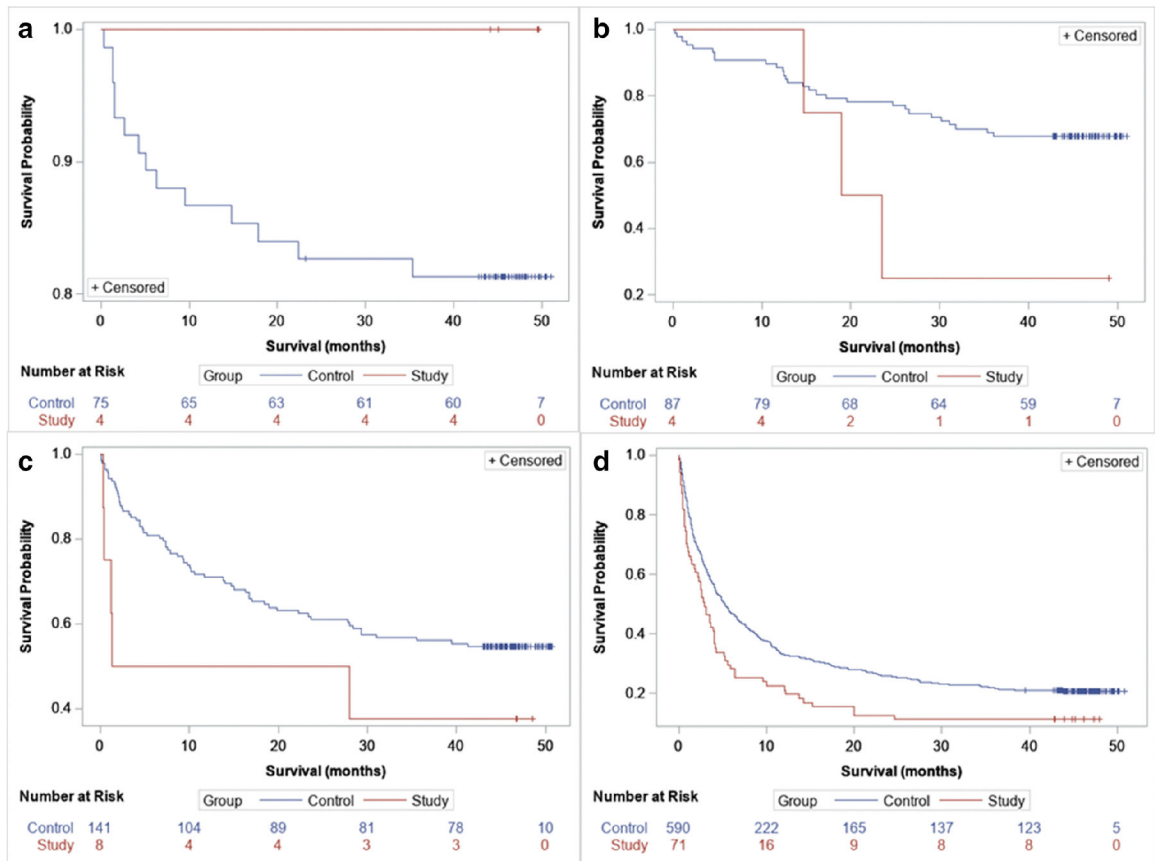 a
1.0
0.9
0.8
Survival Probability
+ Censored
0 10 20 30 40 50
Survival (months)
Number at Risk
Group Control Study
Control 75 65 63 61 60 7
Study 4 4 4 4 4 0
b
+ Censored
1.0
0.8
0.6
0.4
0.2
Survival Probability
0 10 20 30 40 50
Survival (months)
Number at Risk
Group Control Study
Control 87 79 68 64 59 7
Study 4 4 2 1 1 0
c
+ Censored
1.0
0.8
0.6
0.4
Survival Probability
0 10 20 30 40 50
Survival (months)
Number at Risk
Group Control Study
Control 141 104 89 81 78 10
Study 8 4 4 3 3 0
d
+ Censored
1.0
0.8
0.6
0.4
0.2
Survival Probability
0 10 20 30 40 50
Survival (months)
Number at Risk
Group Control Study
Control 590 222 165 137 123 5
Study 71 16 9 8 8 0